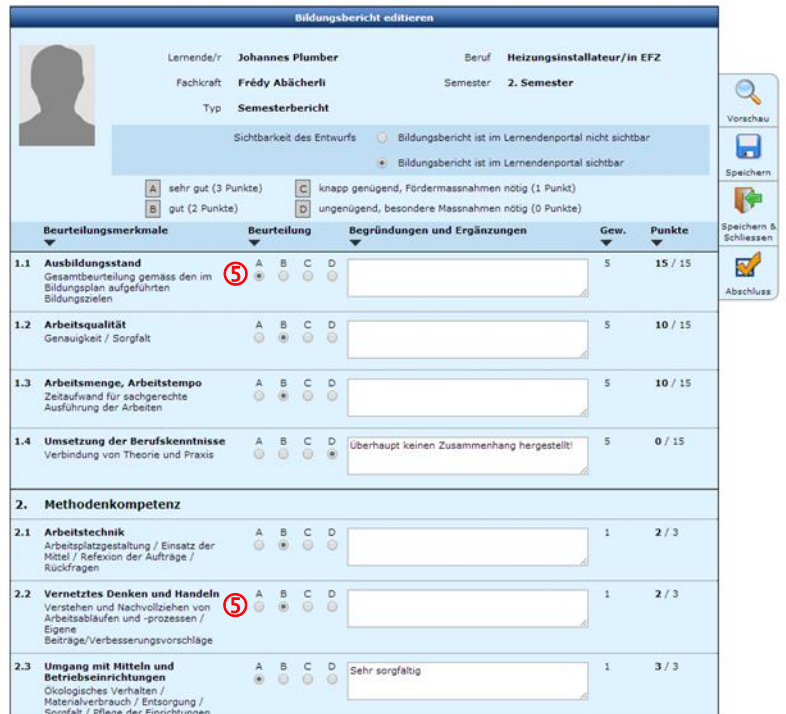 Bildungsbericht editieren
Lernende/r Johannes Plumber Beruf Heizungsinstallateur/in EFZ
Fachkraft Frédy Abächerli Semester 2. Semester
Typ Semesterbericht
Sichtbarkeit des Entwurfs Bildungsbericht ist im Lernendenportal nicht sichtbar
Bildungsbericht ist im Lernendenportal sichtbar
A sehr gut (3 Punkte) C knapp genügend, Fördermassnahmen nötig (1 Punkt)
B gut (2 Punkte) D ungenügend, besondere Massnahmen nötig (0 Punkte)
Vorschau
Speichern
Speichern &
Schliessen
Abschluss
Beurteilungsmerkmale Beurteilung Begründungen und Ergänzungen Gew. Punkte
1.1 Ausbildungsstand A B C D 5 15 / 15
Gesamtbeurteilung gemäss den im
Bildungsplan aufgeführten
Bildungszielen
⑤
1.2 Arbeitsqualität A B C D 5 10 / 15
Genauigkeit / Sorgfalt
1.3 Arbeitsmenge, Arbeitstempo A B C D 5 10 / 15
Zeitaufwand für sachgerechte
Ausführung der Arbeiten
1.4 Umsetzung der Berufskenntnisse A B C D Überhaupt keinen Zusammenhang hergestellt! 5 0 / 15
Verbindung von Theorie und Praxis
2. Methodenkompetenz
2.1 Arbeitstechnik A B C D 1 2 / 3
Arbeitsplatzgestaltung / Einsatz der
Mittel / Refexion der Aufträge /
Rückfragen
2.2 Vernetztes Denken und Handeln A B C D 1 2 / 3
Verstehen und Nachvollziehen von
Arbeitsabläufen und -prozessen /
Eigene
Beiträge/Verbesserungsvorschläge
⑤
2.3 Umgang mit Mitteln und A B C D Sehr sorgfältig 1 3 / 3
Betriebseinrichtungen
Ökologisches Verhalten /
Materialverbrauch / Entsorgung /
Sorgfalt / Pflege der Einrichtungen